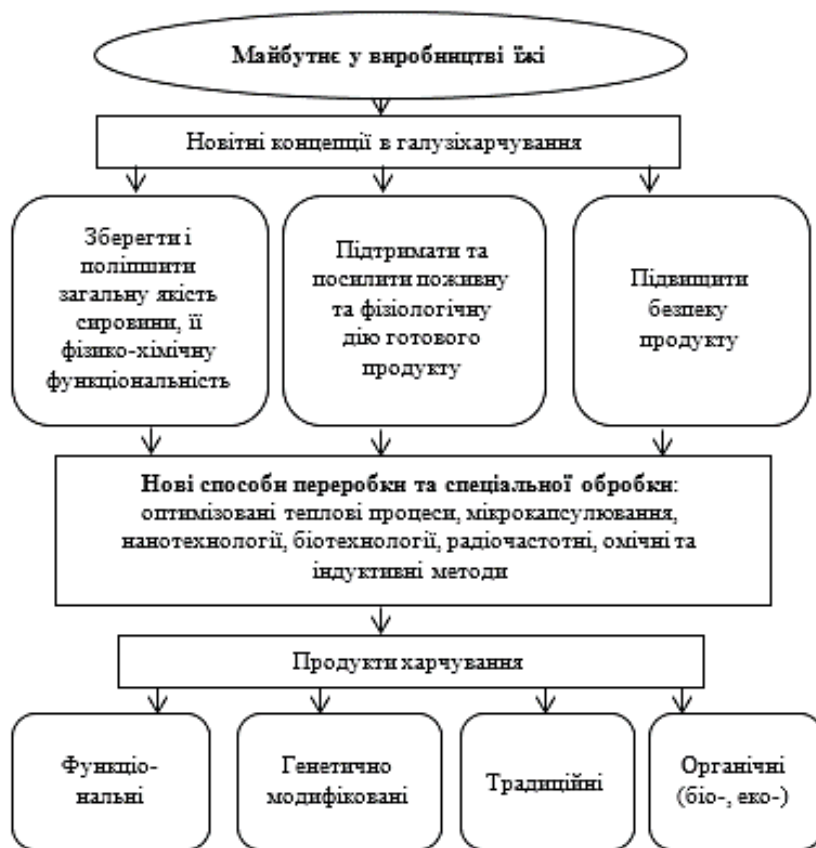 Майбутнє у виробництві їжі
Новітні концепції в галузіхарчування
Зберегти і
поліпшити
загальну якість
сировини, її
фізико-хімічну
функціональність
Підтримати та
посилити поживну
та фізіологічну
дію готового
продукту
Підвищити
безпеку
продукту
Нові способи переробки та спеціальної обробки:
оптимізовані теплові процеси, мікрокапсулювання,
нанотехнології, біотехнології, радіочастотні, омічні та
індуктивні методи
Продукти харчування
Функціо-
нальні
Генетично
модифіковані
Традиційні
Органічні
(біо-, еко-)